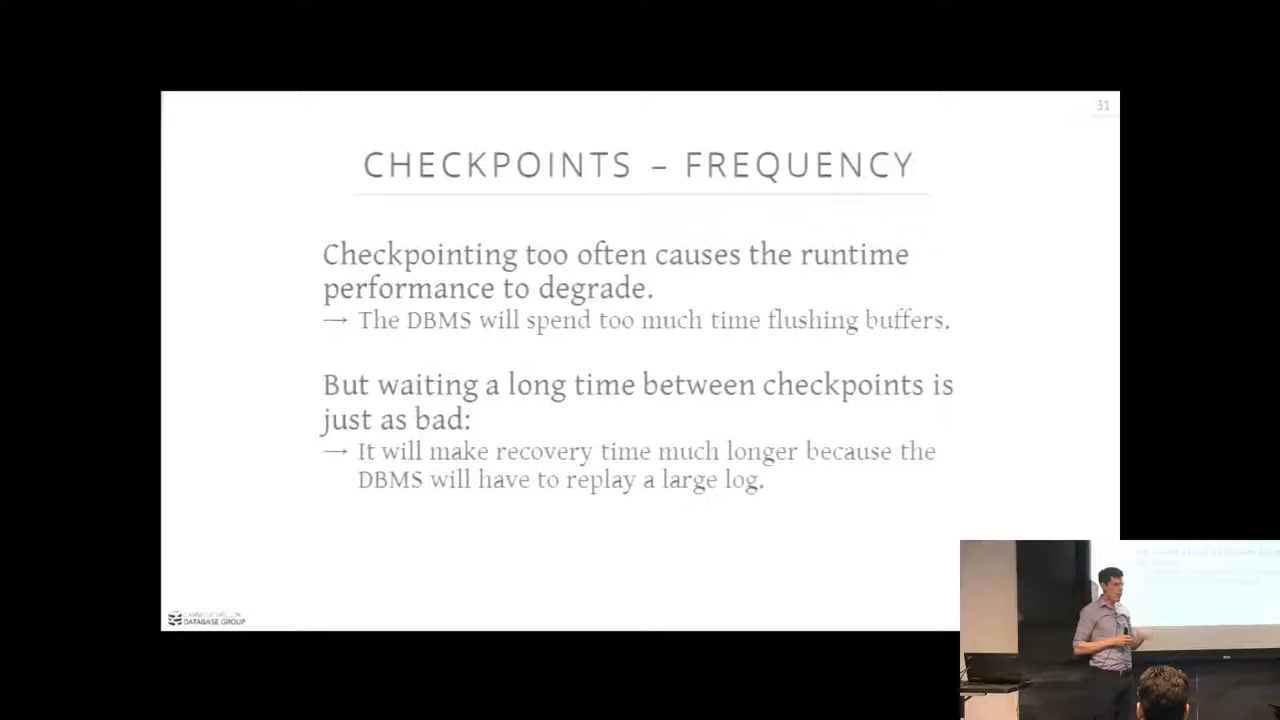 31
CHECKPOINTS – FREQUENCY
Checkpointing too often causes the runtime
performance to degrade.
→ The DBMS will spend too much time flushing buffers.
But waiting a long time between checkpoints is
just as bad:
→ It will make recovery time much longer because the
DBMS will have to replay a large log.
CARNEGIE MELLON
DATABASE GROUP